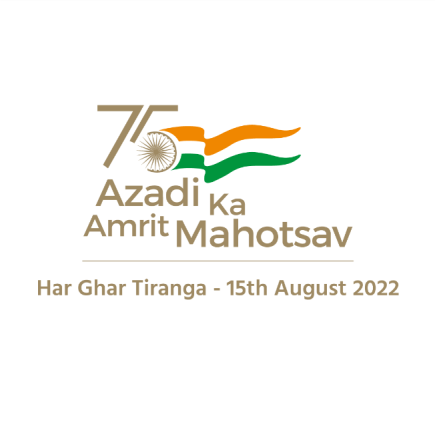 75
Azadi Ka
Amrit Mahotsav
Har Ghar Tiranga - 15th August 2022